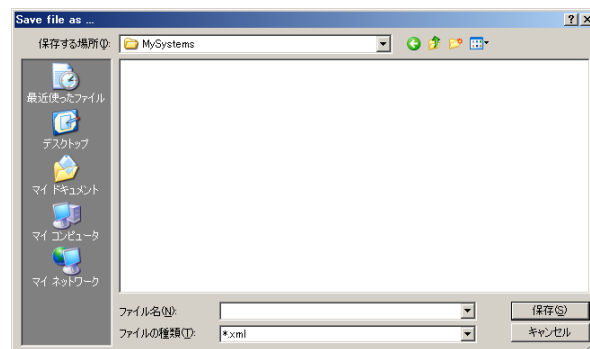 Save file as ...
保存する場所(I):
MySystems
最近使ったファイル
デスクトップ
マイ ドキュメント
マイ コンピュータ
マイ ネットワーク
ファイル名(N):
保存(S)
ファイルの種類(T):
*.xml
キャンセル